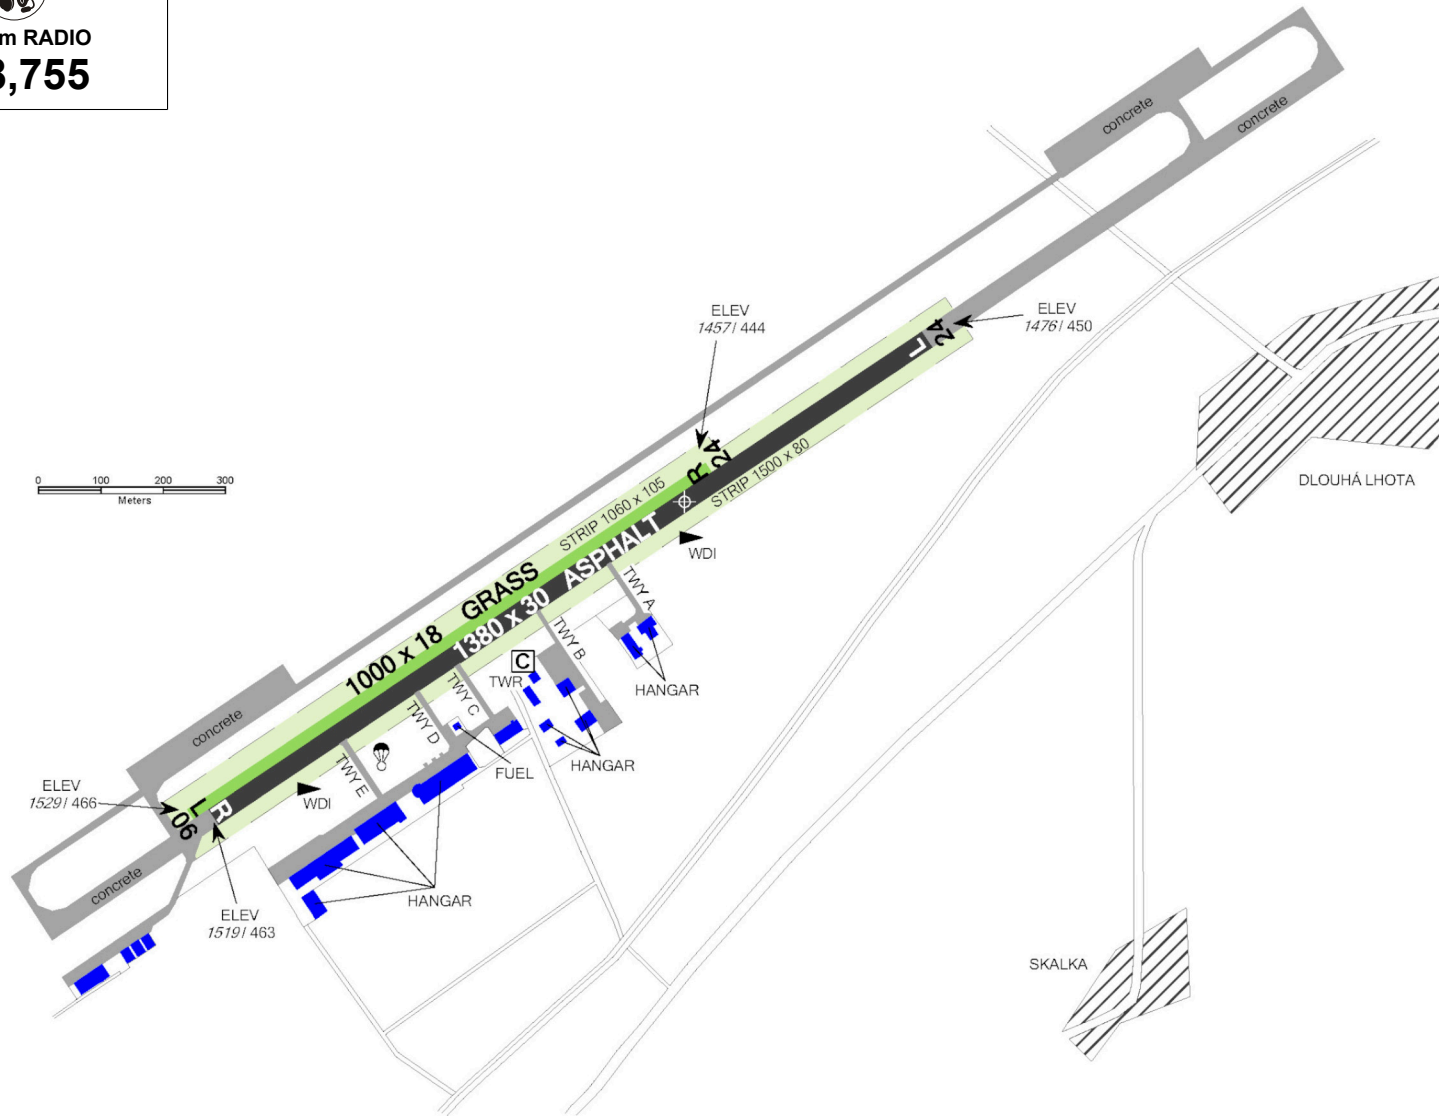 m RADIO
,755
concrete
concrete
ELEV
1457/ 444
ELEV
1476/ 450
24
L
24
R
STRIP 1060 x 105
STRIP 1500 x 80
0 100 200 300
Meters
DLOUHÁ LHOTA
WDI
1000 x 18 GRASS
1380 x 30 ASPHALT
TWY A
TWY B
TWY C
TWY D
TWY E
C
TWR
HANGAR
HANGAR
FUEL
concrete
WDI
ELEV
1529/ 466
06
L
R
concrete
HANGAR
ELEV
1519/ 463
SKALKA